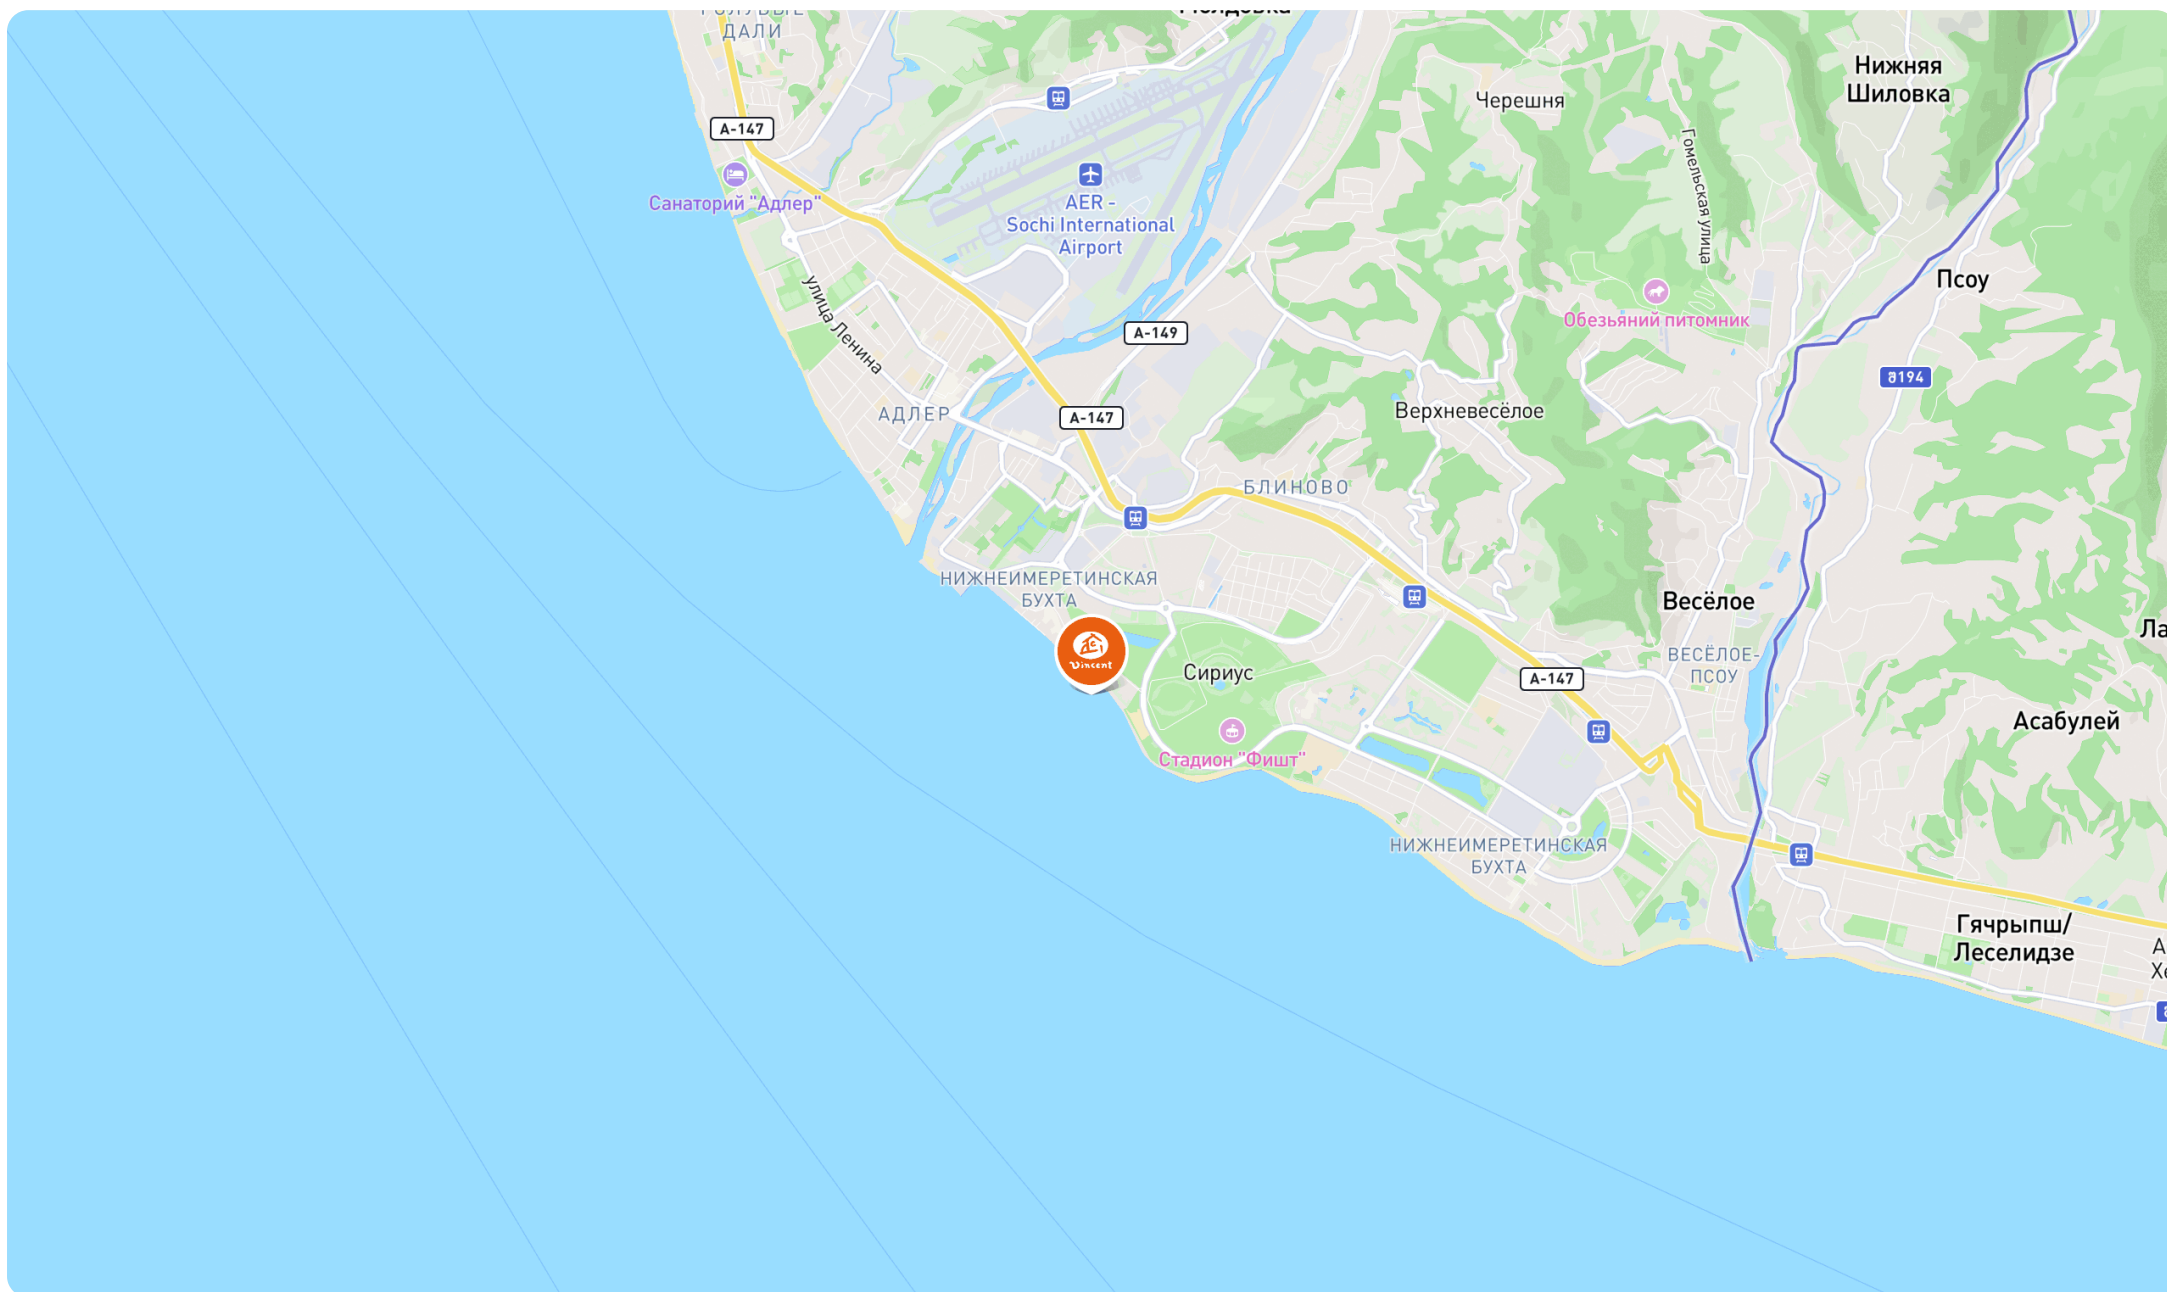 ДАЛИ
Молдовка
Нижняя
Шиловка
Черешня
А-147
Гомельская улица
Санаторий "Адлер"
AER -
Sochi International
Airport
Псоу
улица Ленина
Обезьяний питомник
А-149
ზ194
АДЛЕР
А-147
Верхневесёлое
БЛИНОВО
НИЖНЕИМЕРЕТИНСКАЯ
БУХТА
Весёлое
Vincent
ВЕСЁЛОЕ-
ПСОУ
Сириус
А-147
Асабулей
Стадион "Фишт"
НИЖНЕИМЕРЕТИНСКАЯ
БУХТА
Гячрыпш/
Леселидзе